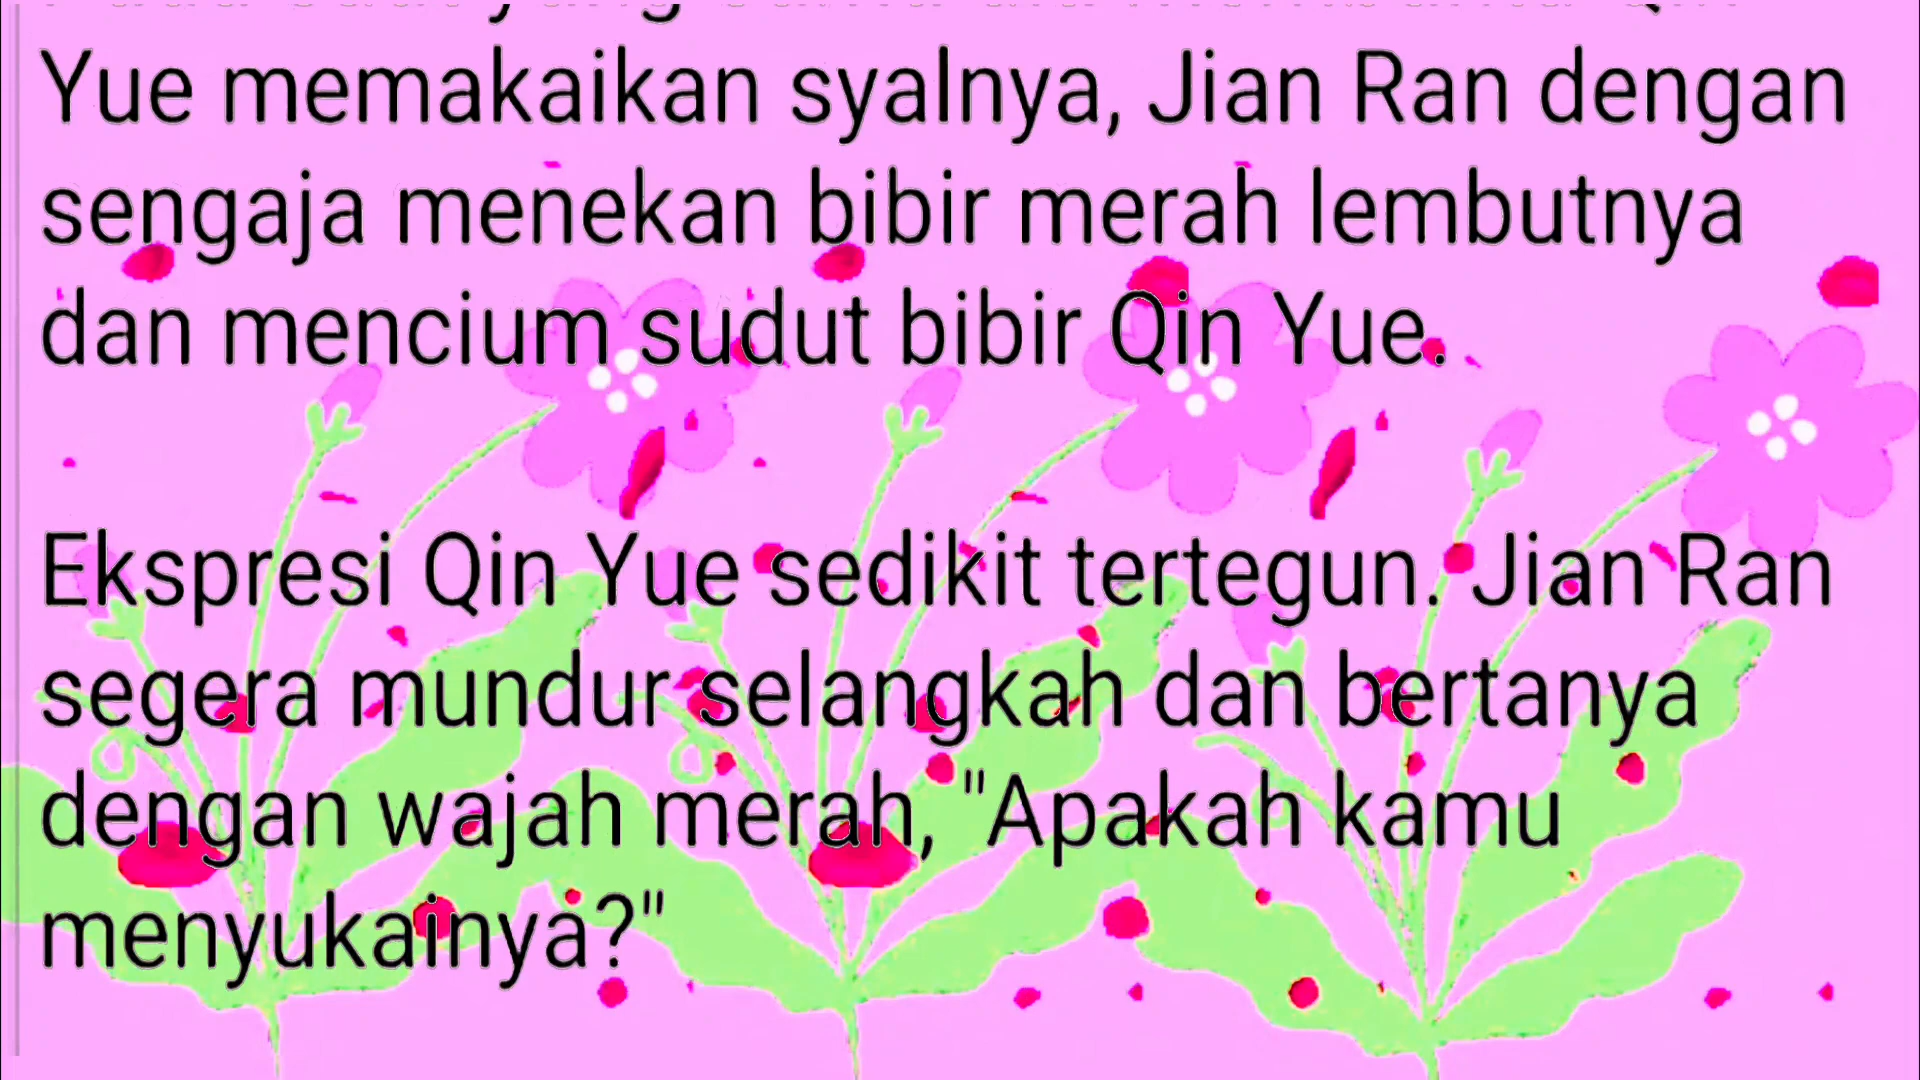 Yue memakaikan syalnya, Jian Ran dengan
sengaja menekan bibir merah lembutnya
dan mencium sudut bibir Qin Yue.
Ekspresi Qin Yue sedikit tertegun. Jian Ran
segera mundur selangkah dan bertanya
dengan wajah merah, "Apakah kamu
menyukainya?"